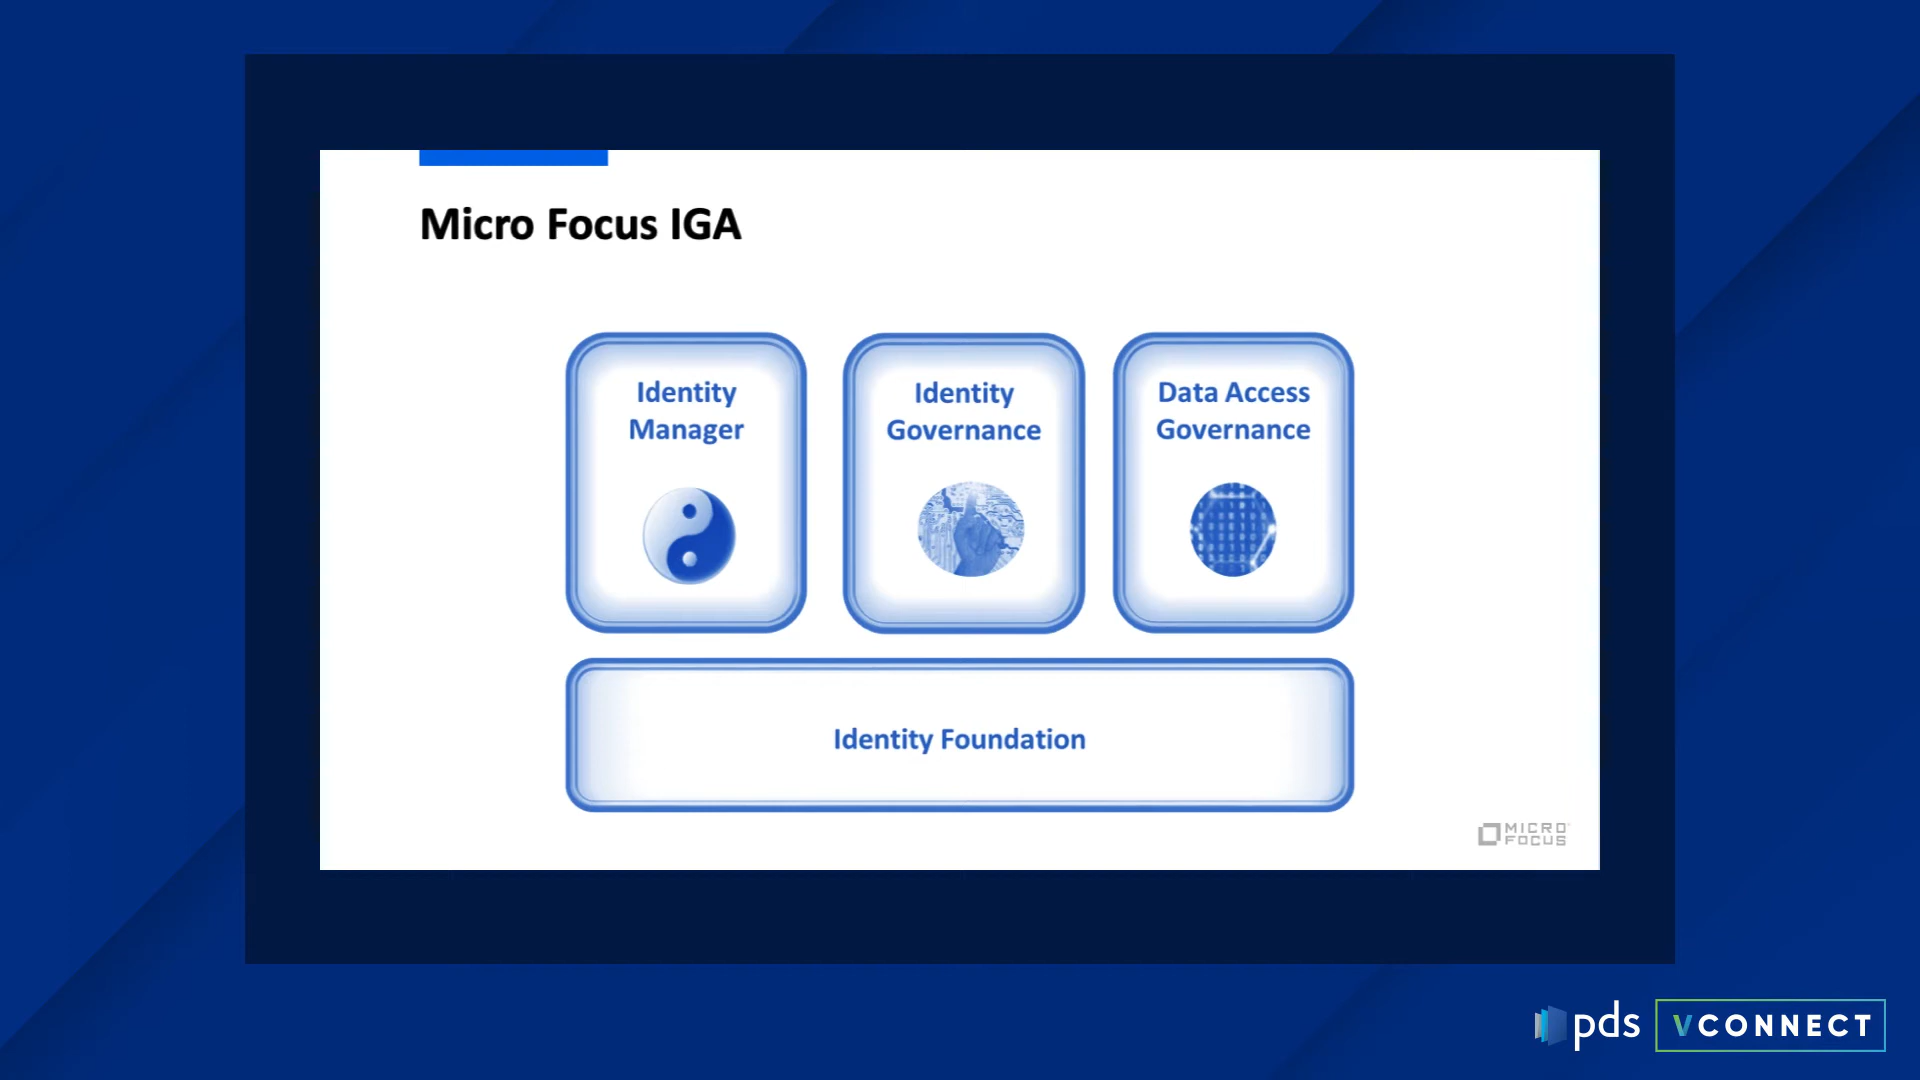 Micro Focus IGA
Identity
Manager
Identity
Governance
Data Access
Governance
Identity Foundation
MICRO
FOCUS
pds
VCONNECT